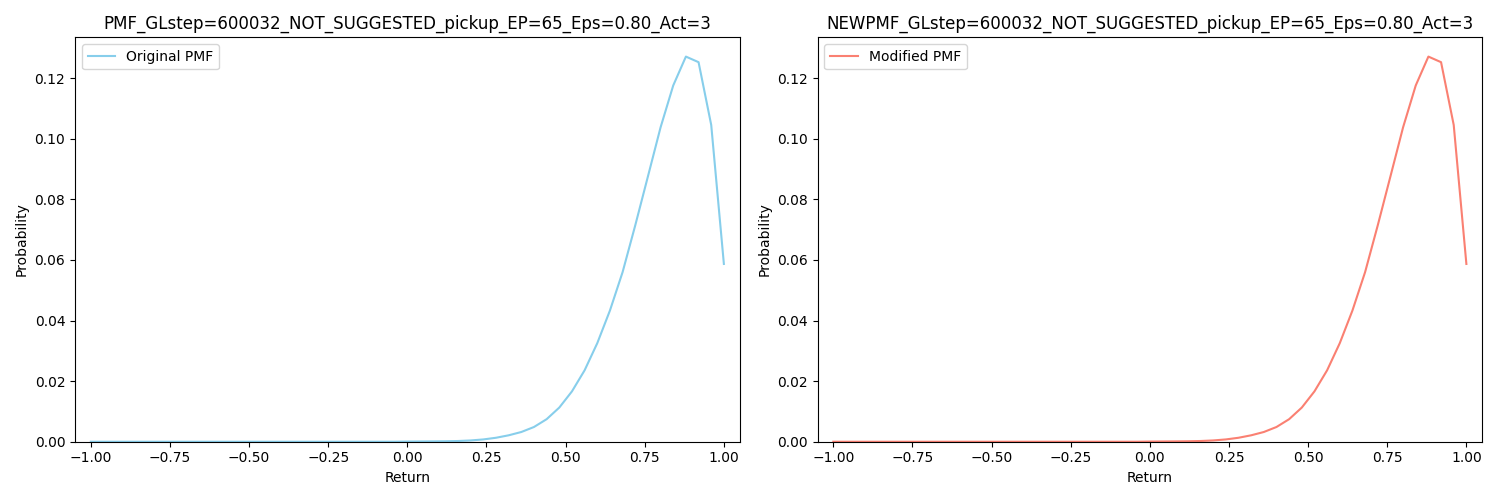 PMF_GLstep=600032_NOT_SUGGESTED_pickup_EP=65_Eps=0.80_Act=3
Original PMF
Probability
0.12
0.10
0.08
0.06
0.04
0.02
0.00
−1.00 −0.75 −0.50 −0.25 0.00 0.25 0.50 0.75 1.00
Return
NEWPMF_GLstep=600032_NOT_SUGGESTED_pickup_EP=65_Eps=0.80_Act=3
Modified PMF
Probability
0.12
0.10
0.08
0.06
0.04
0.02
0.00
−1.00 −0.75 −0.50 −0.25 0.00 0.25 0.50 0.75 1.00
Return